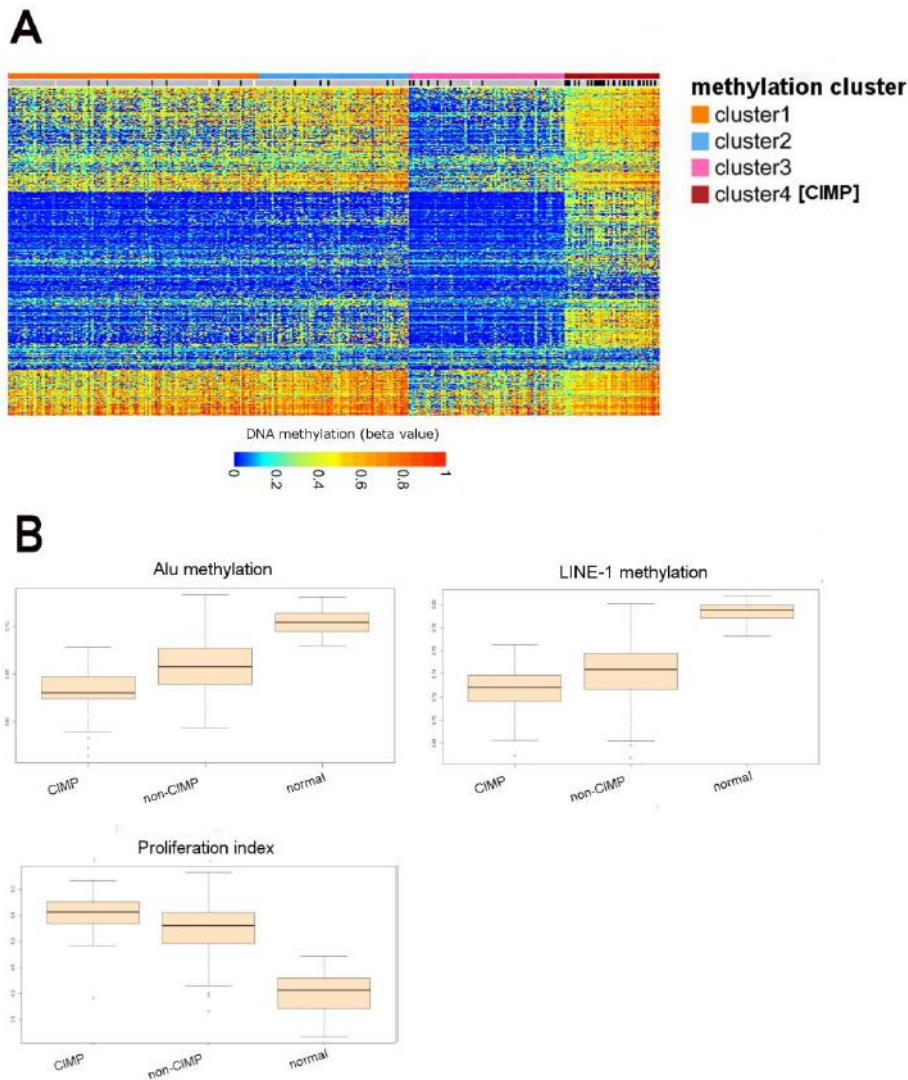 A
methylation cluster
cluster1
cluster2
cluster3
cluster4 [CIMP]
DNA methylation (beta value)
0 0.2 0.4 0.6 0.8 1
B
Alu methylation
CIMP non-CIMP normal
LINE-1 methylation
CIMP non-CIMP normal
Proliferation index
CIMP non-CIMP normal